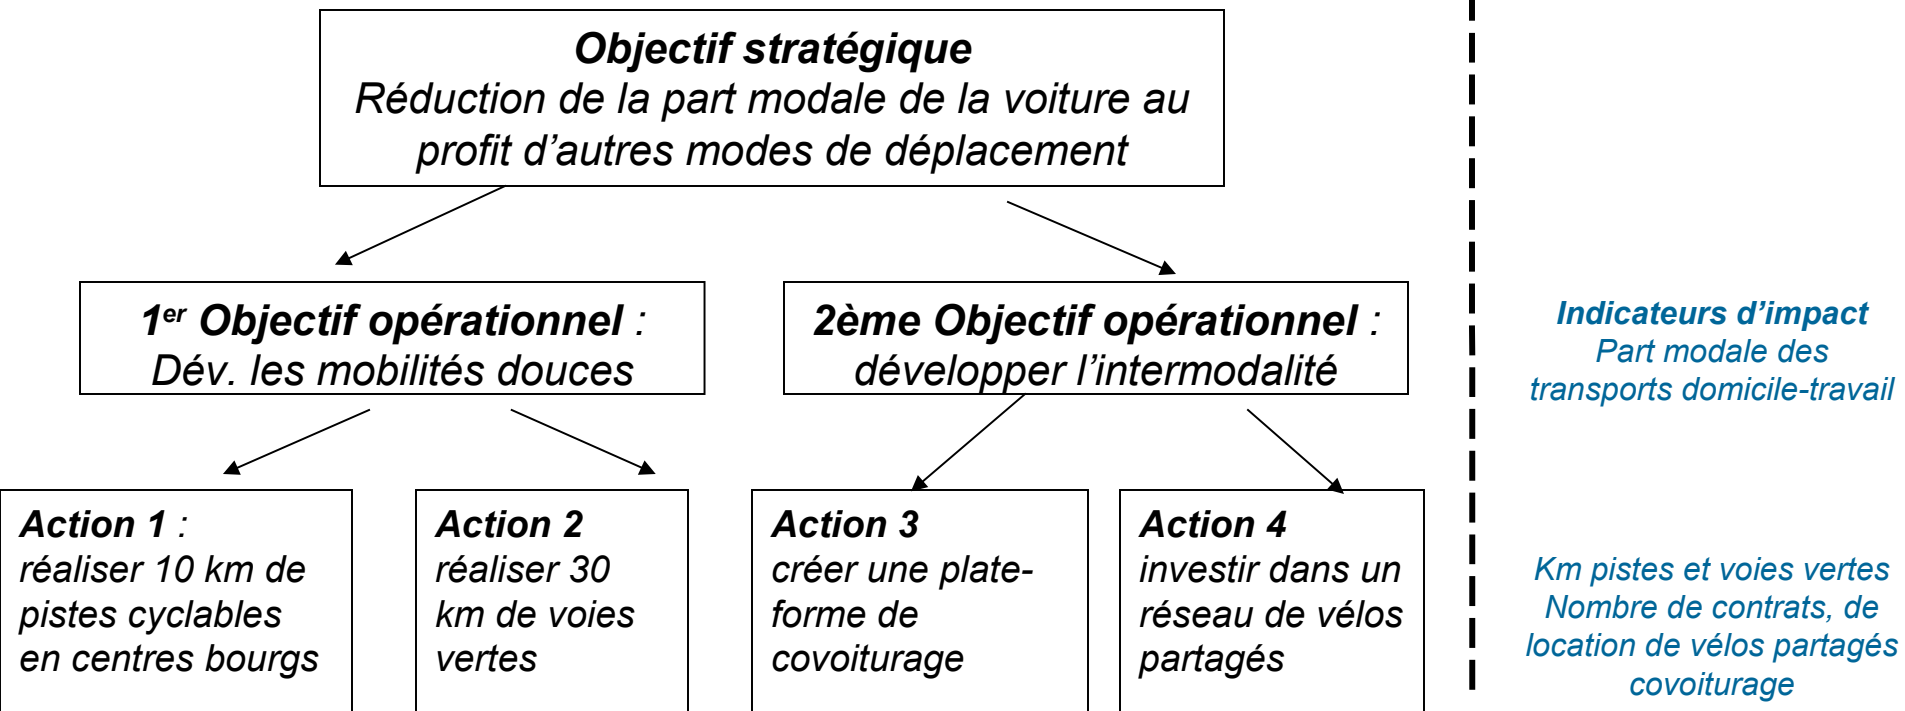 Objectif stratégique
Réduction de la part modale de la voiture au
profit d’autres modes de déplacement
1er Objectif opérationnel :
Dév. les mobilités douces
2ème Objectif opérationnel :
développer l’intermodalité
Indicateurs d’impact
Part modale des
transports domicile-travail
Action 1 :
réaliser 10 km de
pistes cyclables
en centres bourgs
Action 2
réaliser 30
km de voies
vertes
Action 3
créer une plate-
forme de
covoiturage
Action 4
investir dans un
réseau de vélos
partagés
Km pistes et voies vertes
Nombre de contrats, de
location de vélos partagés
covoiturage